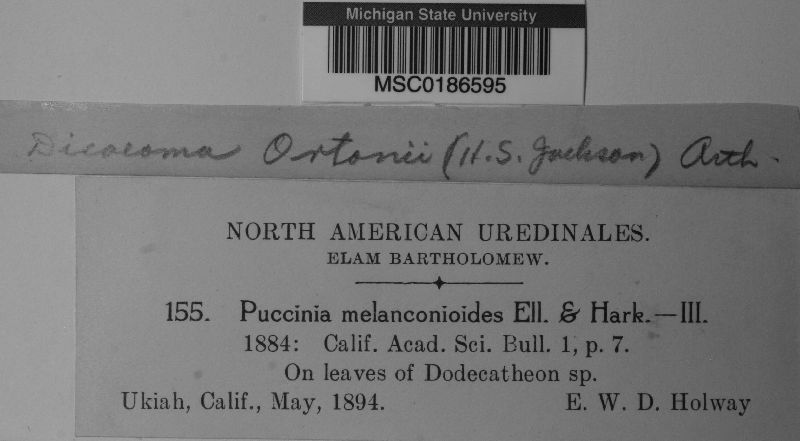 Michigan State University
MSC0186595
Dicaeoma Ortonii (H.S. Jackson) Arth.
NORTH AMERICAN UREDINALES.
ELAM BARTHOLOMEW.
155. Puccinia melanconioides Ell. & Hark.—III.
1884: Calif. Acad. Sci. Bull. 1, p. 7.
On leaves of Dodecatheon sp.
Ukiah, Calif., May, 1894. E. W. D. Holway